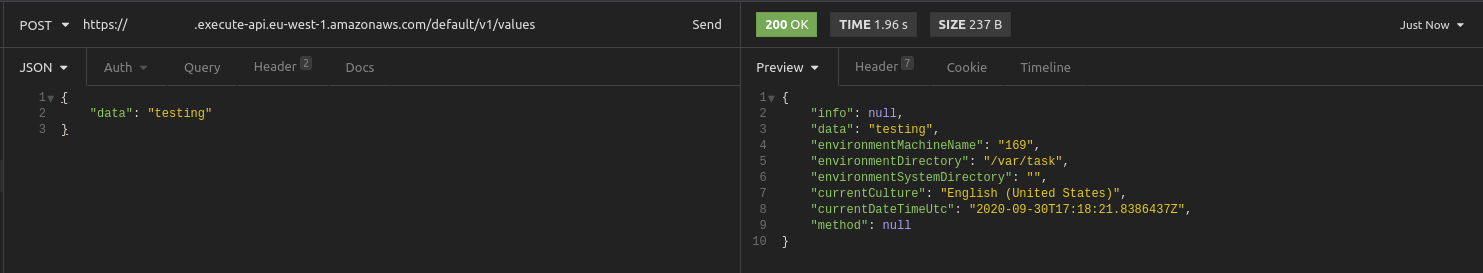 POST https:// .execute-api.eu-west-1.amazonaws.com/default/v1/values Send
JSON Auth Query Header 2 Docs
1 {
2 "data": "testing"
3 }
200 OK TIME 1.96 s SIZE 237 B Just Now
Preview Header 7 Cookie Timeline
1 {
2 "info": null,
3 "data": "testing",
4 "environmentMachineName": "169",
5 "environmentDirectory": "/var/task",
6 "environmentSystemDirectory": "",
7 "currentCulture": "English (United States)",
8 "currentDateTimeUtc": "2020-09-30T17:18:21.8386437Z",
9 "method": null
10 }